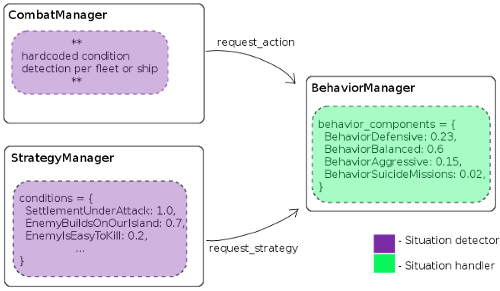 CombatManager
**
hardcoded condition
detection per fleet or ship
**
request_action
BehaviorManager
behavior_components = {
BehaviorDefensive: 0.23,
BehaviorBalanced: 0.6
BehaviorAggressive: 0.15,
BehaviorSuicideMissions: 0.02,
}
StrategyManager
conditions = {
SettlementUnderAttack: 1.0,
EnemyBuildsOnOurIsland: 0.7,
EnemyIsEasyToKill: 0.2,
...
}
request_strategy
- Situation detector
- Situation handler